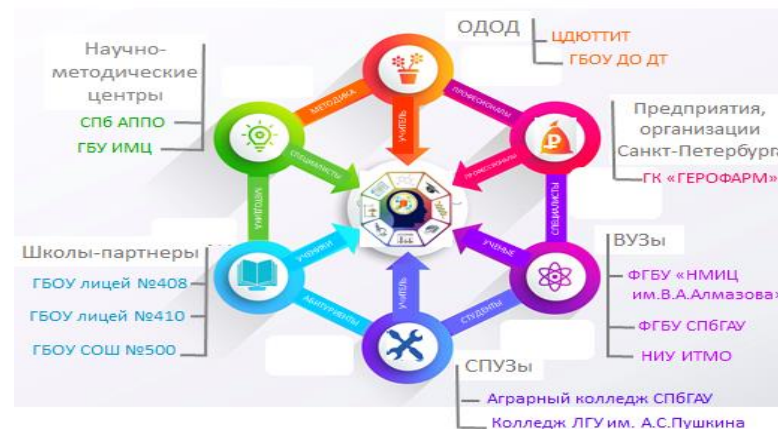 ОДОД
ЦДЮТТИТ
ГБОУ ДО ДТ
Научно-
методические
центры
СПб АППО
ГБУ ИМЦ
МЕТОДИКА
ПРОФЕСИОНАЛЫ
УЧИТЕЛЬ
Предприятия,
организации
Санкт-Петербурга
ГК «ГЕРОФАРМ»
СПЕЦИАЛИСТЫ
ПРОФЕССИОНАЛЫ
МЕТОДИКА
СПЕЦИАЛИСТЫ
Школы-партнеры
ГБОУ лицей №408
ГБОУ лицей №410
ГБОУ СОШ №500
УЧЕНИКИ
УЧЕНЫЕ
АБИТУРИЕНТЫ
УЧИТЕЛЬ
СТУДЕНТЫ
ВУЗы
ФГБУ «НМИЦ
им.В.А.Алмазова»
ФГБУ СПбГАУ
НИУ ИТМО
СПУЗы
Аграрный колледж СПбГАУ
Колледж ЛГУ им. А.С.Пушкина